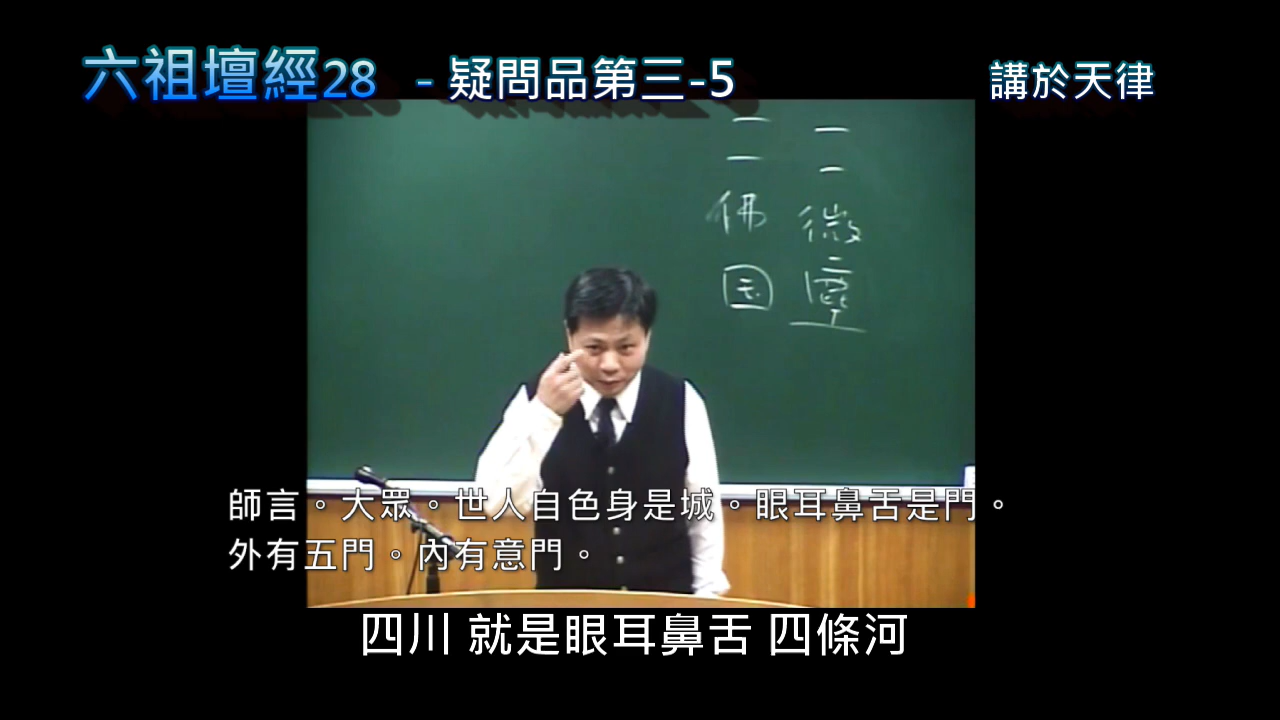 六祖壇經28 - 疑問品第三-5
講於天律
一一微塵
一一佛国
師言。大眾。世人自色身是城。眼耳鼻舌是門。
外有五門。內有意門。
四川 就是眼耳鼻舌 四條河